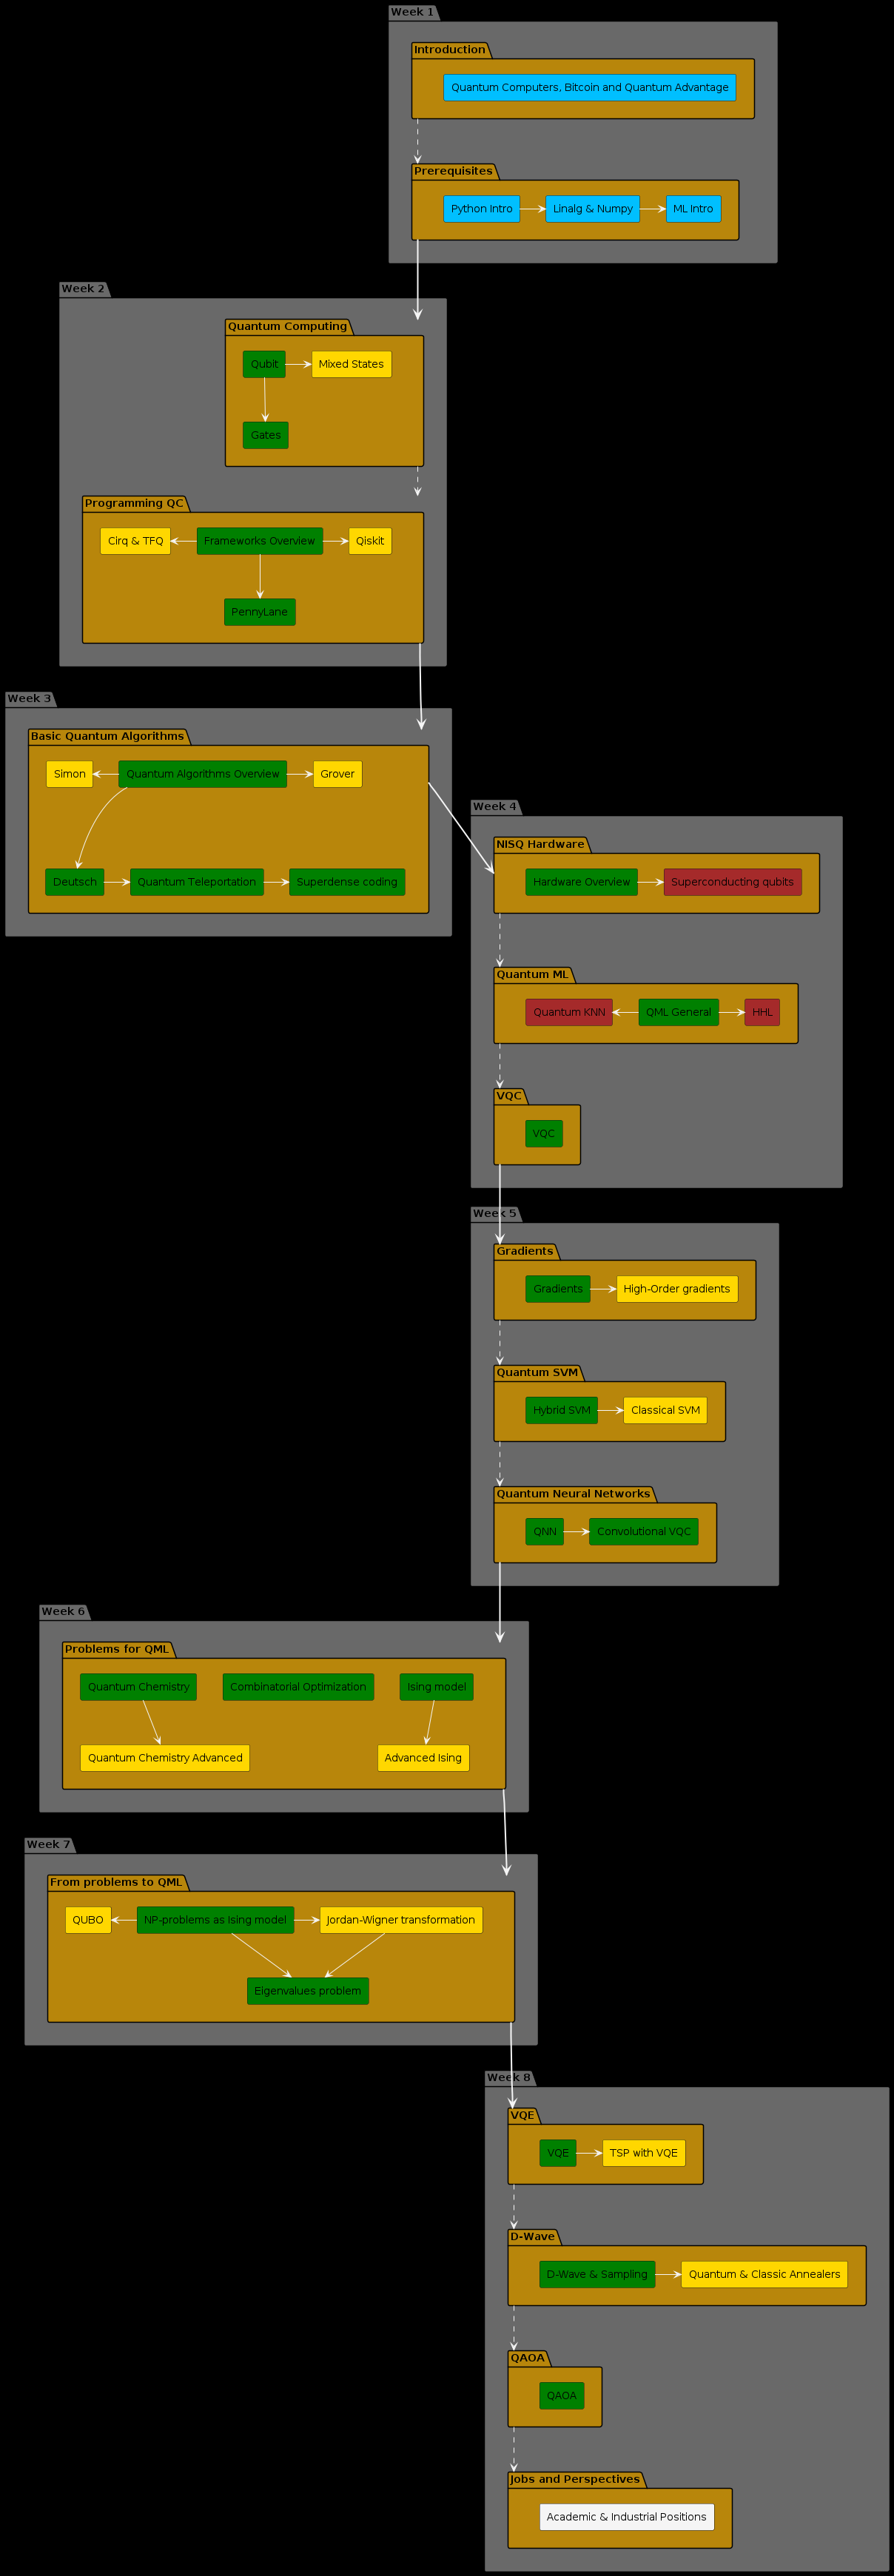 Week 1
Introduction
Quantum Computers, Bitcoin and Quantum Advantage
Prerequisites
Python Intro
Linalg & Numpy
ML Intro
Week 2
Quantum Computing
Qubit
Mixed States
Gates
Programming QC
Cirq & TFQ
Frameworks Overview
Qiskit
PennyLane
Week 3
Basic Quantum Algorithms
Simon
Quantum Algorithms Overview
Grover
Deutsch
Quantum Teleportation
Superdense coding
Week 4
NISQ Hardware
Hardware Overview
Superconducting qubits
Quantum ML
Quantum KNN
QML General
HHL
VQC
VQC
Week 5
Gradients
Gradients
High-Order gradients
Quantum SVM
Hybrid SVM
Classical SVM
Quantum Neural Networks
QNN
Convolutional VQC
Week 6
Problems for QML
Quantum Chemistry
Combinatorial Optimization
Ising model
Quantum Chemistry Advanced
Advanced Ising
Week 7
From problems to QML
QUBO
NP-problems as Ising model
Jordan-Wigner transformation
Eigenvalues problem
Week 8
VQE
VQE
TSP with VQE
D-Wave
D-Wave & Sampling
Quantum & Classic Annealers
QAOA
QAOA
Jobs and Perspectives
Academic & Industrial Positions